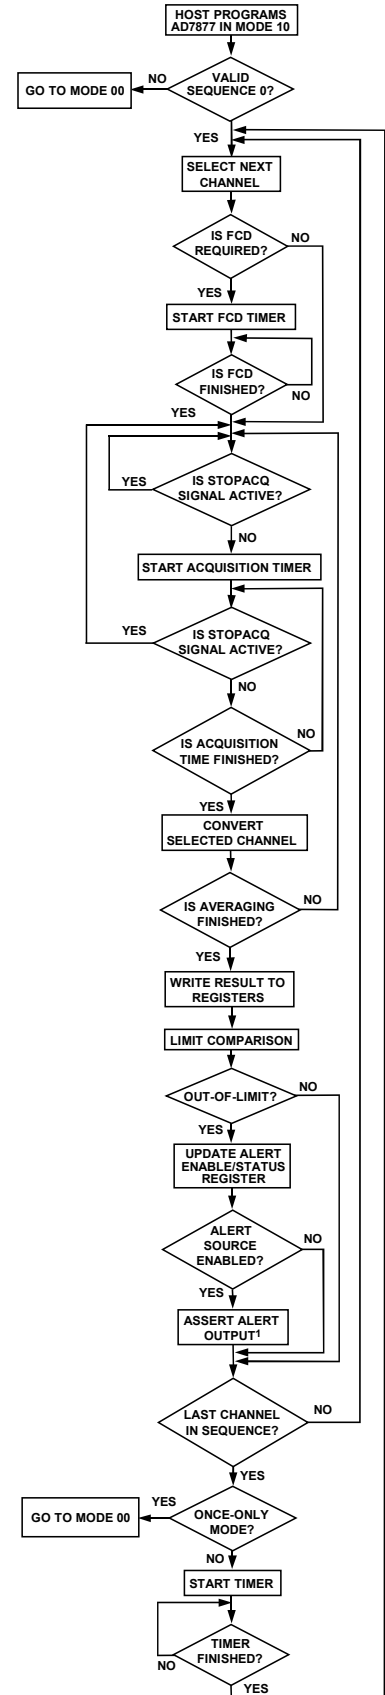 HOST PROGRAMS
AD7877 IN MODE 10
VALID
SEQUENCE 0?
NO
GO TO MODE 00
YES
SELECT NEXT
CHANNEL
IS FCD
REQUIRED?
NO
YES
START FCD TIMER
IS FCD
FINISHED?
NO
YES
IS STOPACQ
SIGNAL ACTIVE?
YES
NO
START ACQUISITION TIMER
IS STOPACQ
SIGNAL ACTIVE?
YES
NO
IS ACQUISITION
TIME FINISHED?
NO
YES
CONVERT
SELECTED CHANNEL
IS AVERAGING
FINISHED?
NO
YES
WRITE RESULT TO
REGISTERS
LIMIT COMPARISON
OUT-OF-LIMIT?
NO
YES
UPDATE ALERT
ENABLE/STATUS
REGISTER
ALERT
SOURCE
ENABLED?
NO
YES
ASSERT ALERT
OUTPUT1
LAST CHANNEL
IN SEQUENCE?
NO
YES
ONCE-ONLY
MODE?
YES
GO TO MODE 00
NO
START TIMER
TIMER
FINISHED?
NO
YES